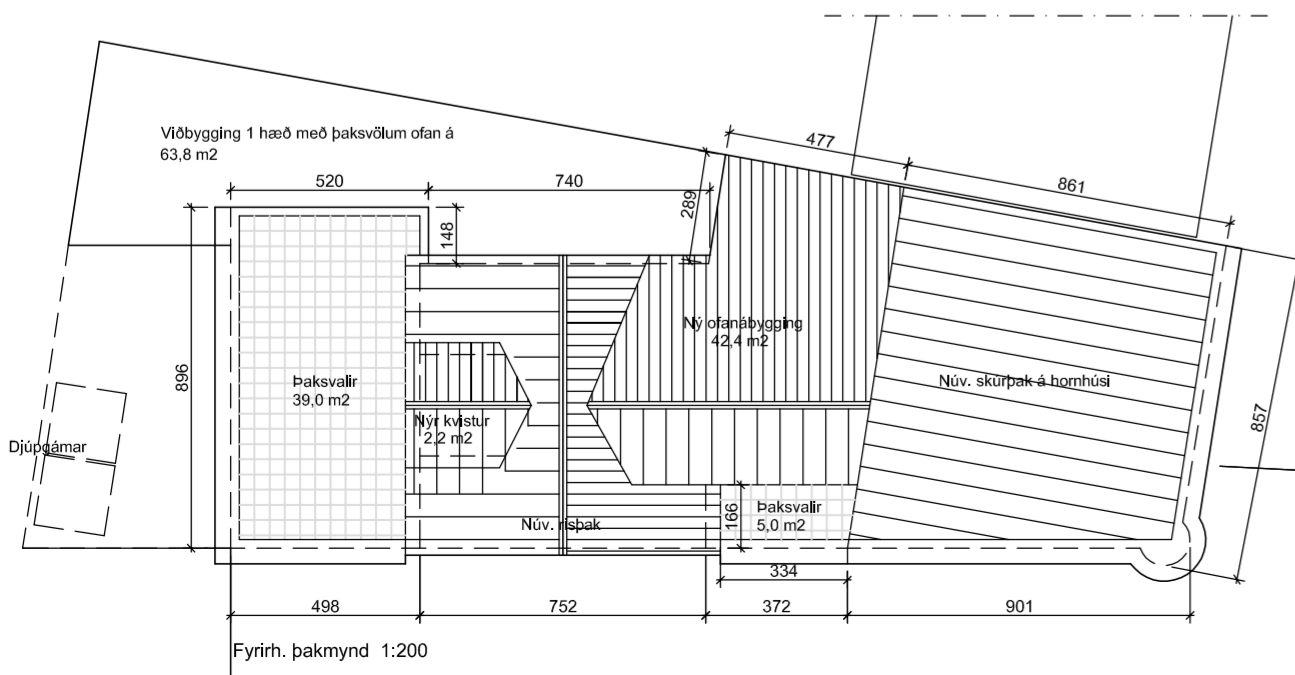 Viðbygging 1 hæð með þaksvölum ofan á
63,8 m2
477
861
520
740
289
148
896
Þaksvalir
39,0 m2
Ný ofanábygging
42,4 m2
Núv. skúrþak á hornhúsi
Nýr kvistur
2,2 m2
857
Djúpgámar
Þaksvalir
5,0 m2
166
Núv. risþak
334
498
752
372
901
Fyrirh. þakmynd 1:200